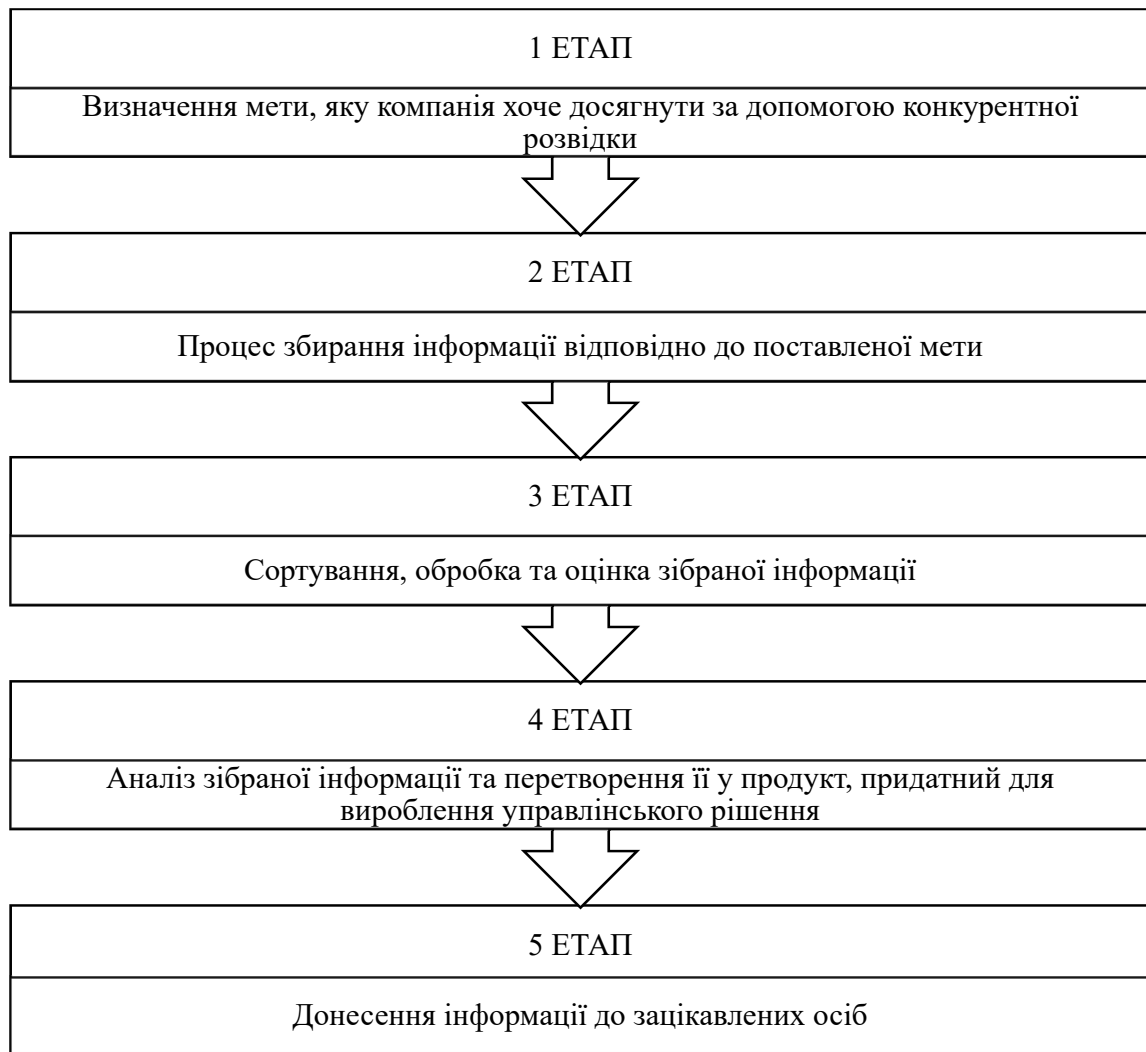 1 ЕТАП
Визначення мети, яку компанія хоче досягнути за допомогою конкурентної
розвідки
2 ЕТАП
Процес збирання інформації відповідно до поставленої мети
3 ЕТАП
Сортування, обробка та оцінка зібраної інформації
4 ЕТАП
Аналіз зібраної інформації та перетворення її у продукт, придатний для
вироблення управлінського рішення
5 ЕТАП
Донесення інформації до зацікавлених осіб